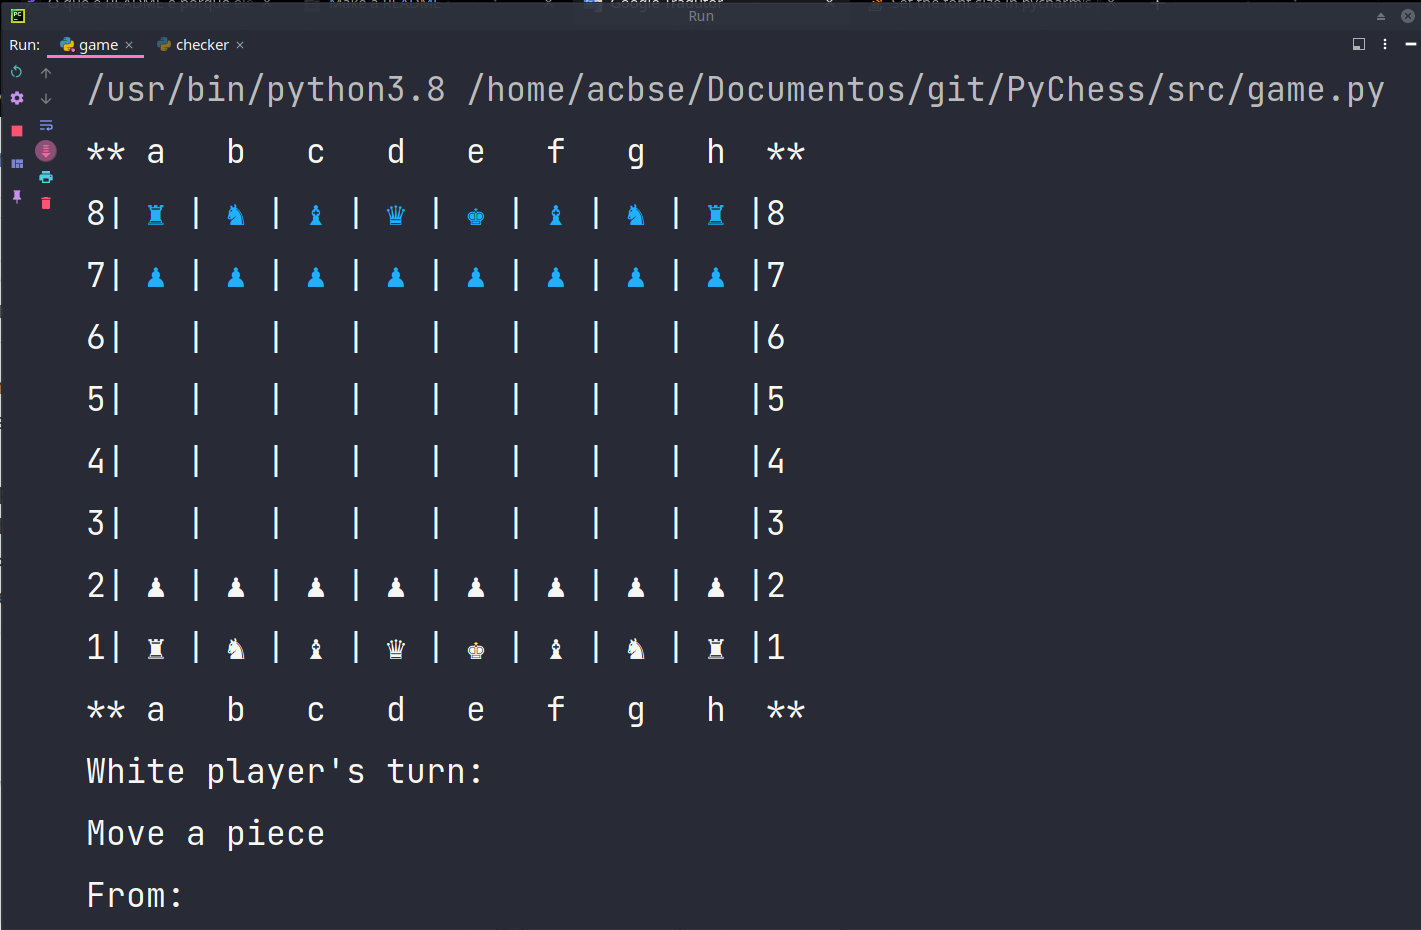 Run
Run: game × checker ×
/usr/bin/python3.8 /home/acbse/Documentos/git/PyChess/src/game.py
** a b c d e f g h **
8| ♜ | ♞ | ♝ | ♛ | ♚ | ♝ | ♞ | ♜ |8
7| ♟ | ♟ | ♟ | ♟ | ♟ | ♟ | ♟ | ♟ |7
6| | | | | | | | |6
5| | | | | | | | |5
4| | | | | | | | |4
3| | | | | | | | |3
2| ♟ | ♟ | ♟ | ♟ | ♟ | ♟ | ♟ | ♟ |2
1| ♜ | ♞ | ♝ | ♛ | ♚ | ♝ | ♞ | ♜ |1
** a b c d e f g h **
White player's turn:
Move a piece
From: